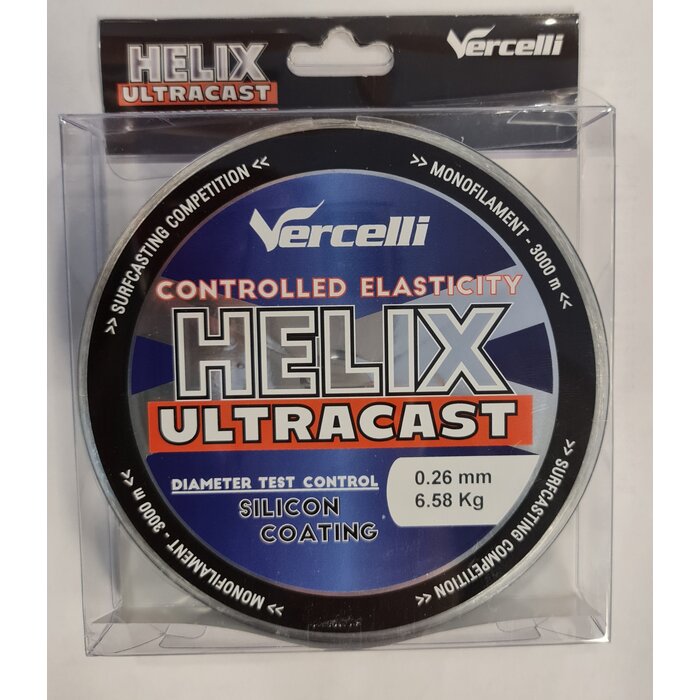 HELIX
ULTRACAST
Vercelli
>> SURFCASTING COMPETITION <<
>> MONOFILAMENT - 3000 m <<
Vercelli
CONTROLLED ELASTICITY
HELIX
ULTRACAST
DIAMETER TEST CONTROL
SILICON
COATING
0.26 mm
6.58 Kg
>> MONOFILAMENT - 3000 m <<
>> SURFCASTING COMPETITION <<